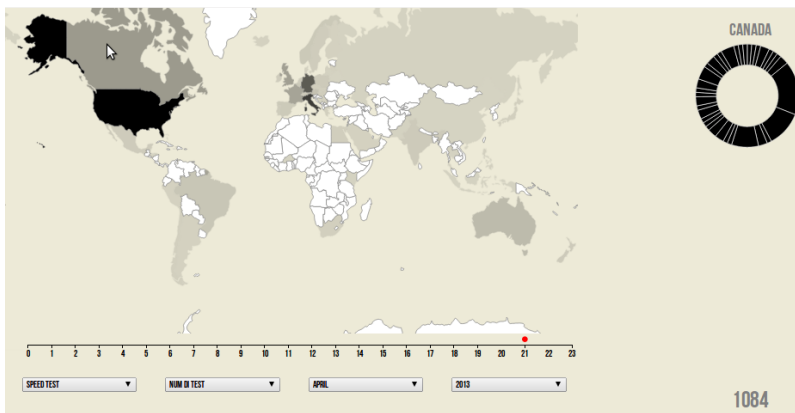 CANADA
0 1 2 3 4 5 6 7 8 9 10 11 12 13 14 15 16 17 18 19 20 21 22 23
SPEED TEST NUM DI TEST APRIL 2013
1084